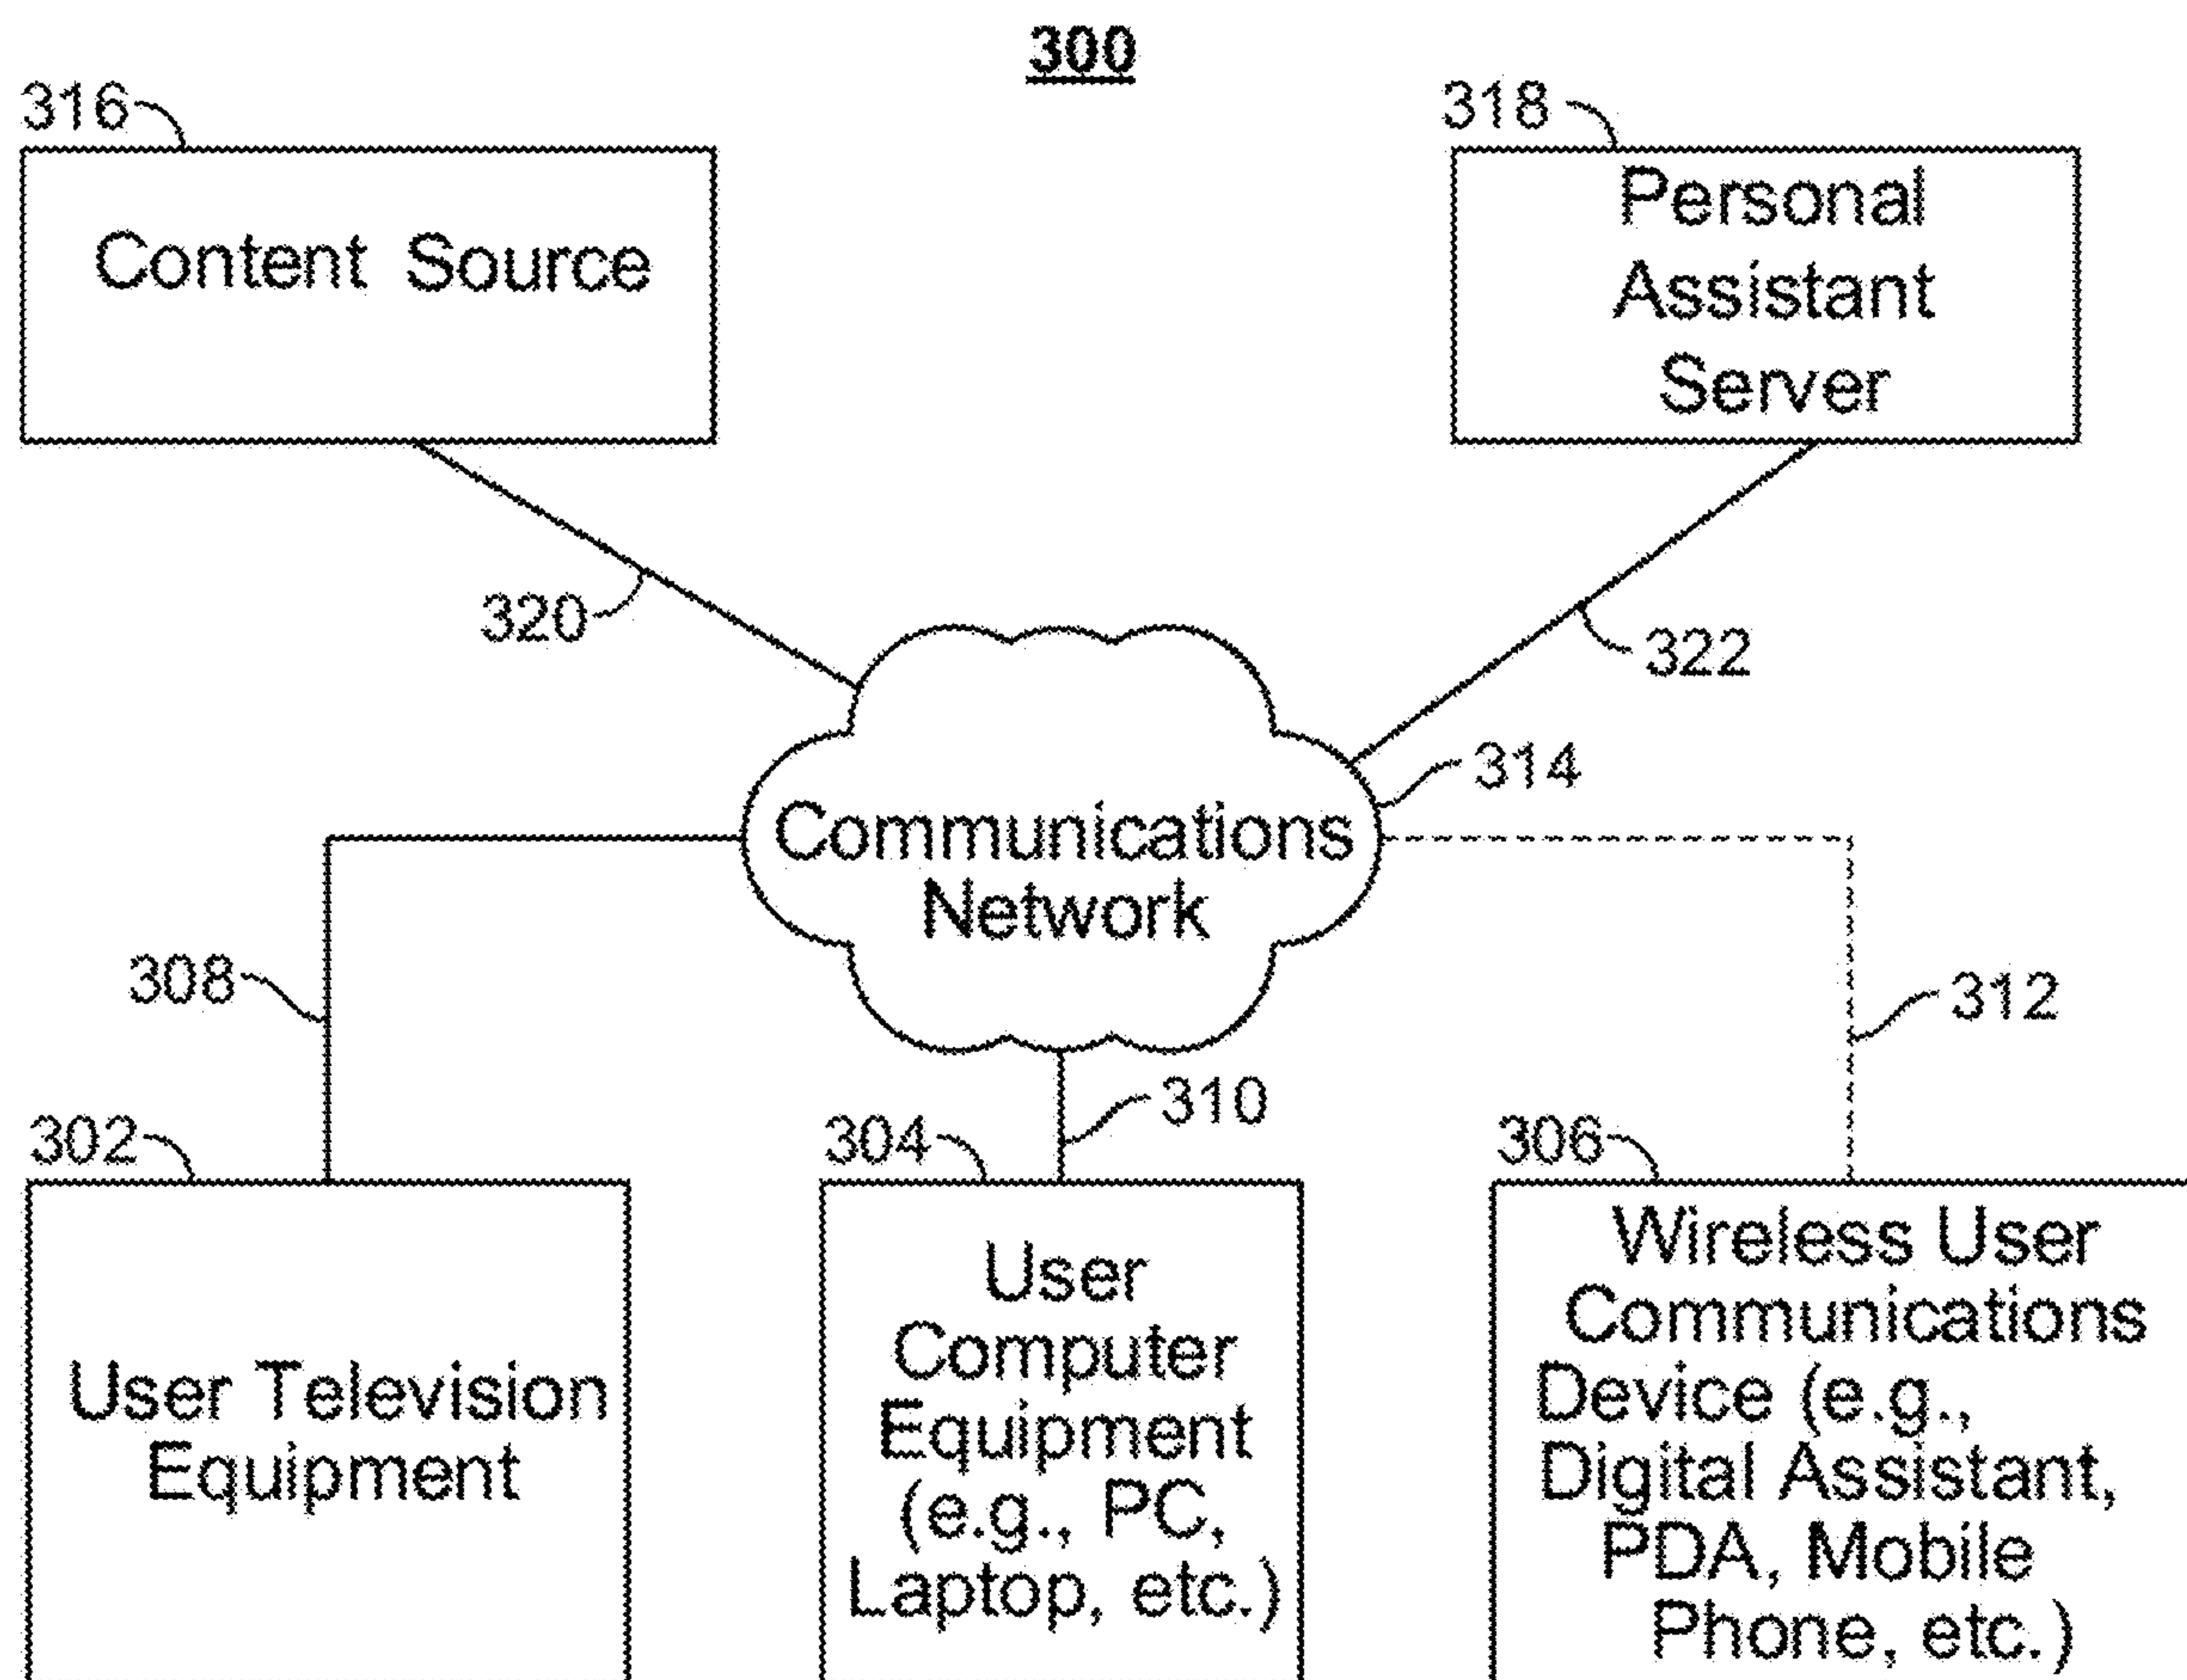 300
316
318
Content Source
Personal
Assistant
Server
320
322
314
Communications
Network
308
312
310
302
304
306
User Television
Equipment
User
Computer
Equipment
(e.g., PC,
Laptop, etc.)
Wireless User
Communications
Device (e.g.,
Digital Assistant,
PDA, Mobile
Phone, etc.)